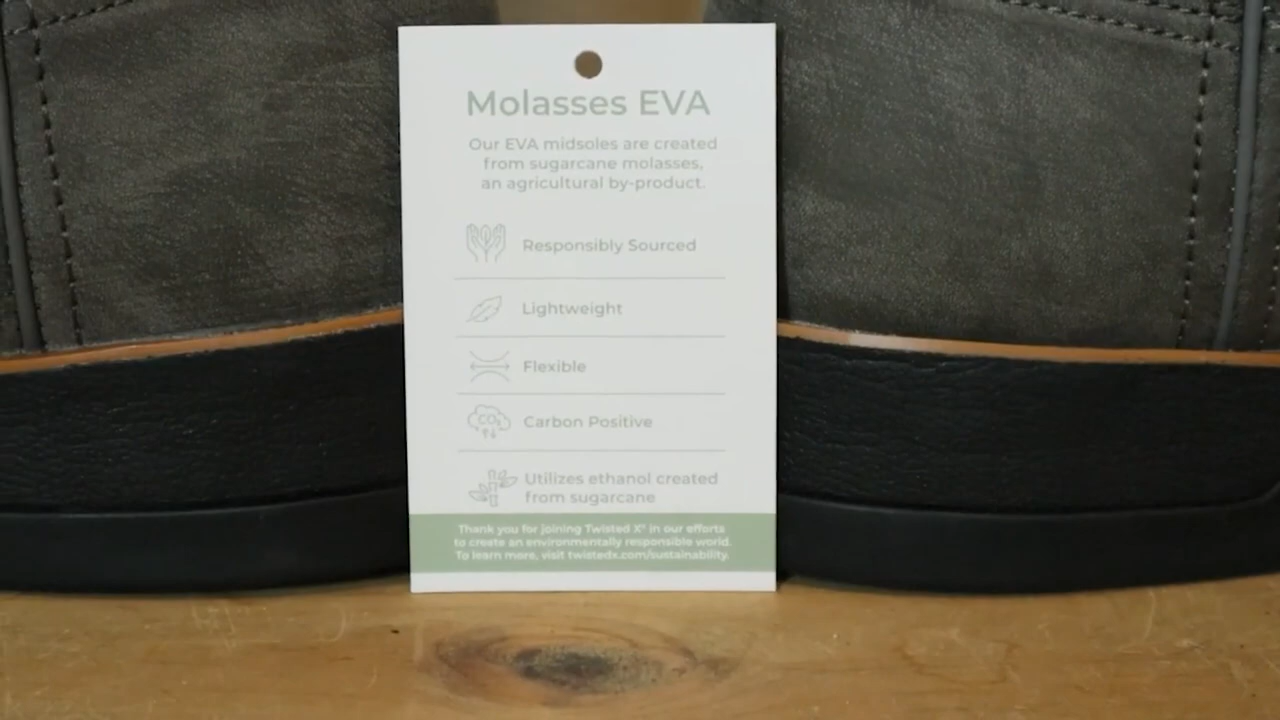 Molasses EVA
Our EVA midsoles are created
from sugarcane molasses,
an agricultural by-product.
Responsibly Sourced
Lightweight
Flexible
CO₂
Carbon Positive
Utilizes ethanol created
from sugarcane
Thank you for joining Twisted X® in our efforts
to create an environmentally responsible world.
To learn more, visit twistedx.com/sustainability.